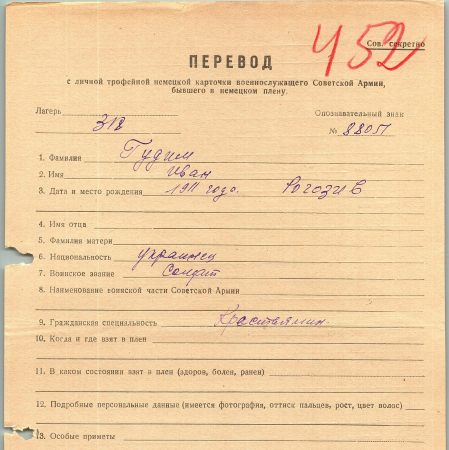 452
Сов. секретно
ПЕРЕВОД
с личной трофейной немецкой карточки военнослужащего Советской Армии,
бывшего в немецком плену.
Лагерь 318
Опознавательный знак
№ 8805
1. Фамилия Гудим
2. Имя Иван
3. Дата и место рождения 1911 года. Рогозив
4. Имя отца
5. Фамилия матери
6. Национальность украинец
7. Воинское звание Солдат
8. Наименование воинской части Советской Армии
9. Гражданская специальность Крестьянин.
10. Когда и где взят в плен
11. В каком состоянии взят в плен (здоров, болен, ранен)
12. Подробные персональные данные (имеется фотография, оттиск пальцев, рост, цвет волос)
13. Особые приметы